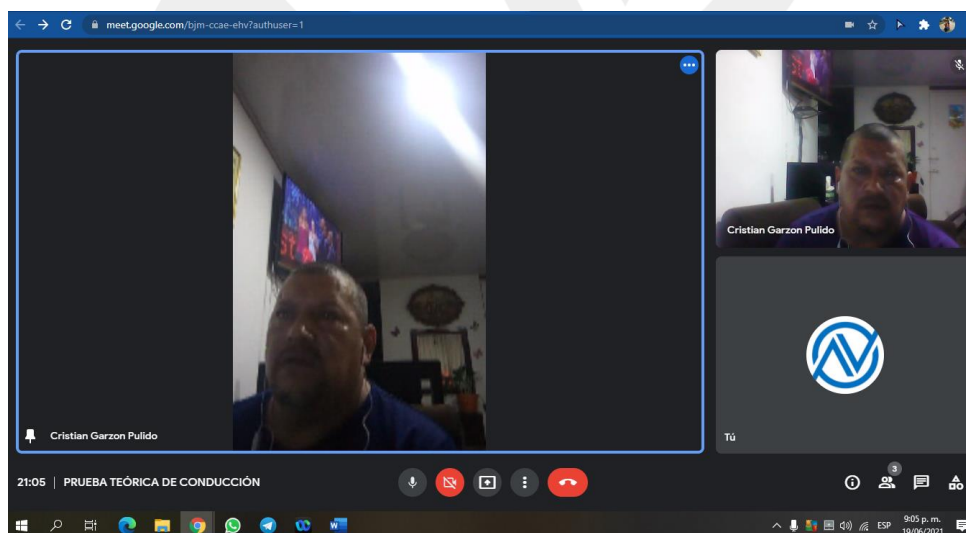 meet.google.com/bjm-ccae-ehv?authuser=1
Cristian Garzon Pulido
Cristian Garzon Pulido
Tú
21:05 | PRUEBA TEÓRICA DE CONDUCCIÓN
3
ESP
9:05 p. m.
19/06/2021